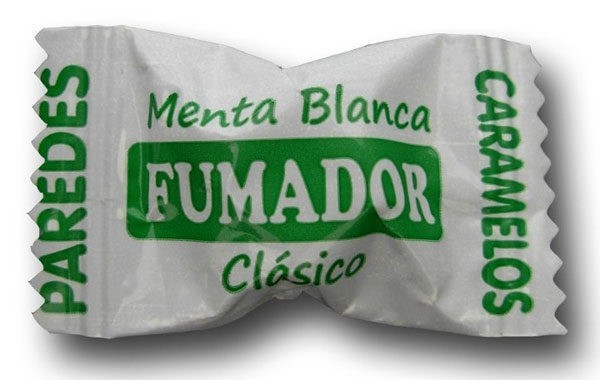 PAREDES
Menta Blanca
FUMADOR
Clásico
CARAMELOS